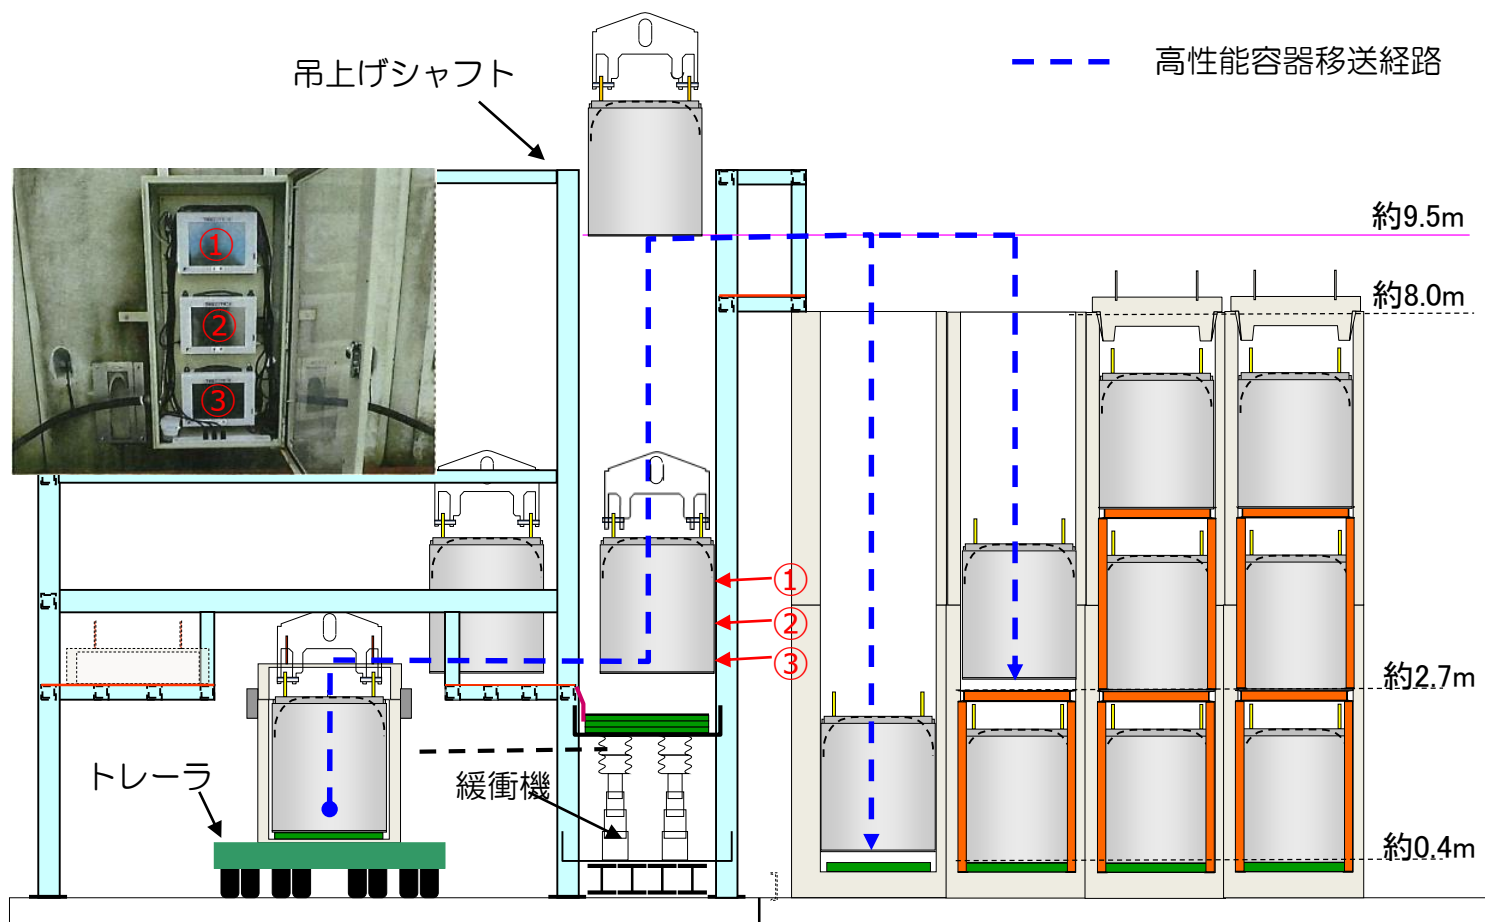 吊上げシャフト
高性能容器移送経路
約9.5m
約8.0m
①
②
③
①
②
③
約2.7m
トレーラ
緩衝機
約0.4m